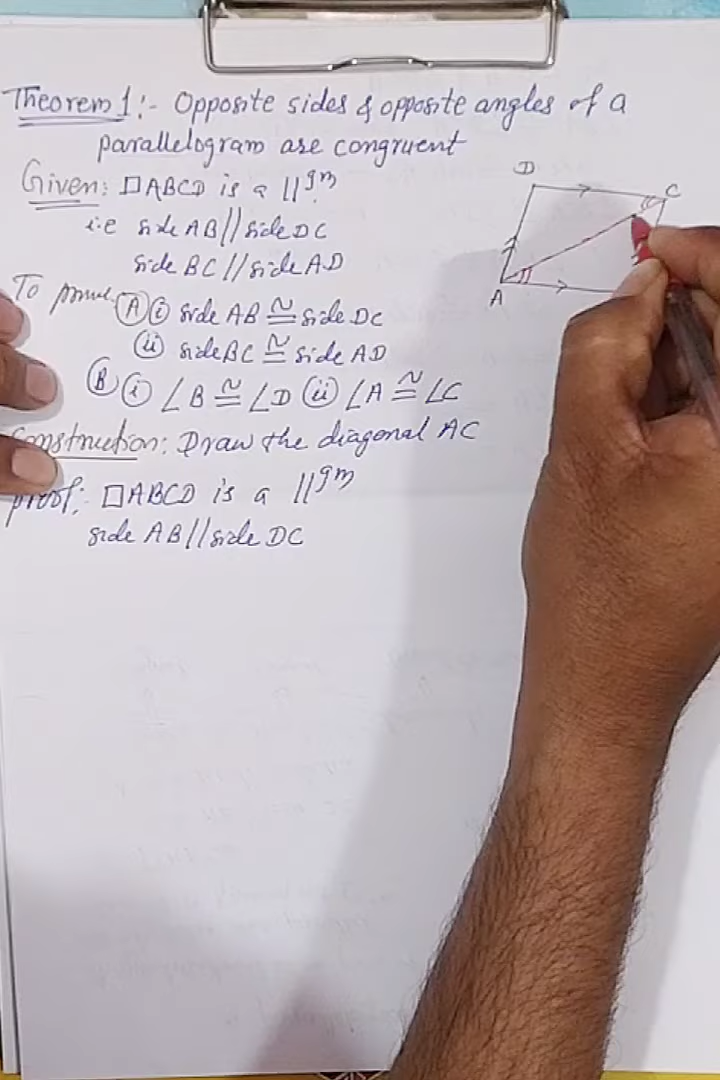 Theorem 1:- Opposite sides & opposite angles of a
parallelogram are congruent
Given: □ABCD is a ||gm
i.e side AB//side DC
side BC//side AD
To prove (A) (i) side AB ≅ side DC
(ii) side BC ≅ side AD
(B) (i) ∠B ≅ ∠D (ii) ∠A ≅ ∠C
Construction: Draw the diagonal AC
Proof:- □ABCD is a ||gm
side AB//side DC
D
C
A